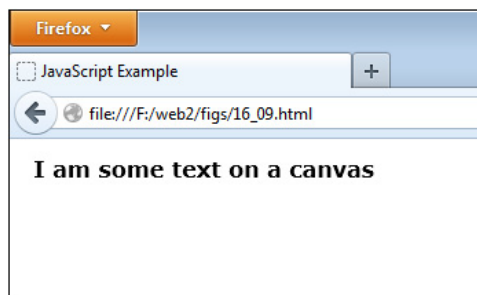 Firefox
JavaScript Example
file:///F:/web2/figs/16_09.html
I am some text on a canvas